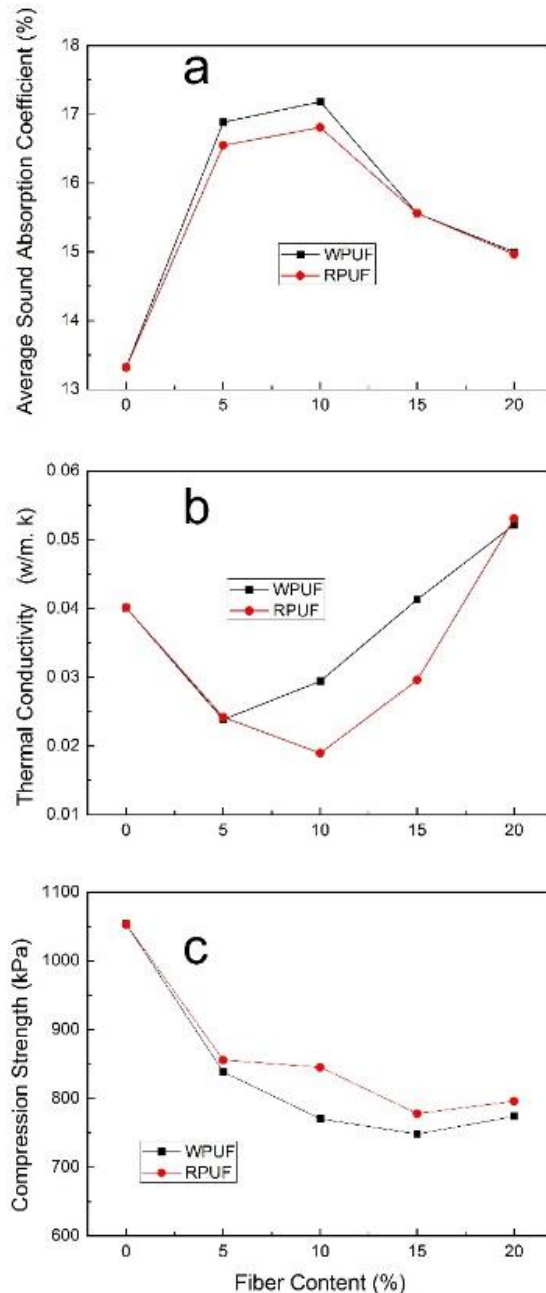 Average Sound Absorption Coefficient (%)
18
17
16
15
14
13
a
WPUF
RPUF
0 5 10 15 20
Thermal Conductivity (w/m. k)
0.06
0.05
0.04
0.03
0.02
0.01
b
WPUF
RPUF
0 5 10 15 20
Compression Strength (kPa)
1100
1000
900
800
700
600
c
WPUF
RPUF
0 5 10 15 20
Fiber Content (%)